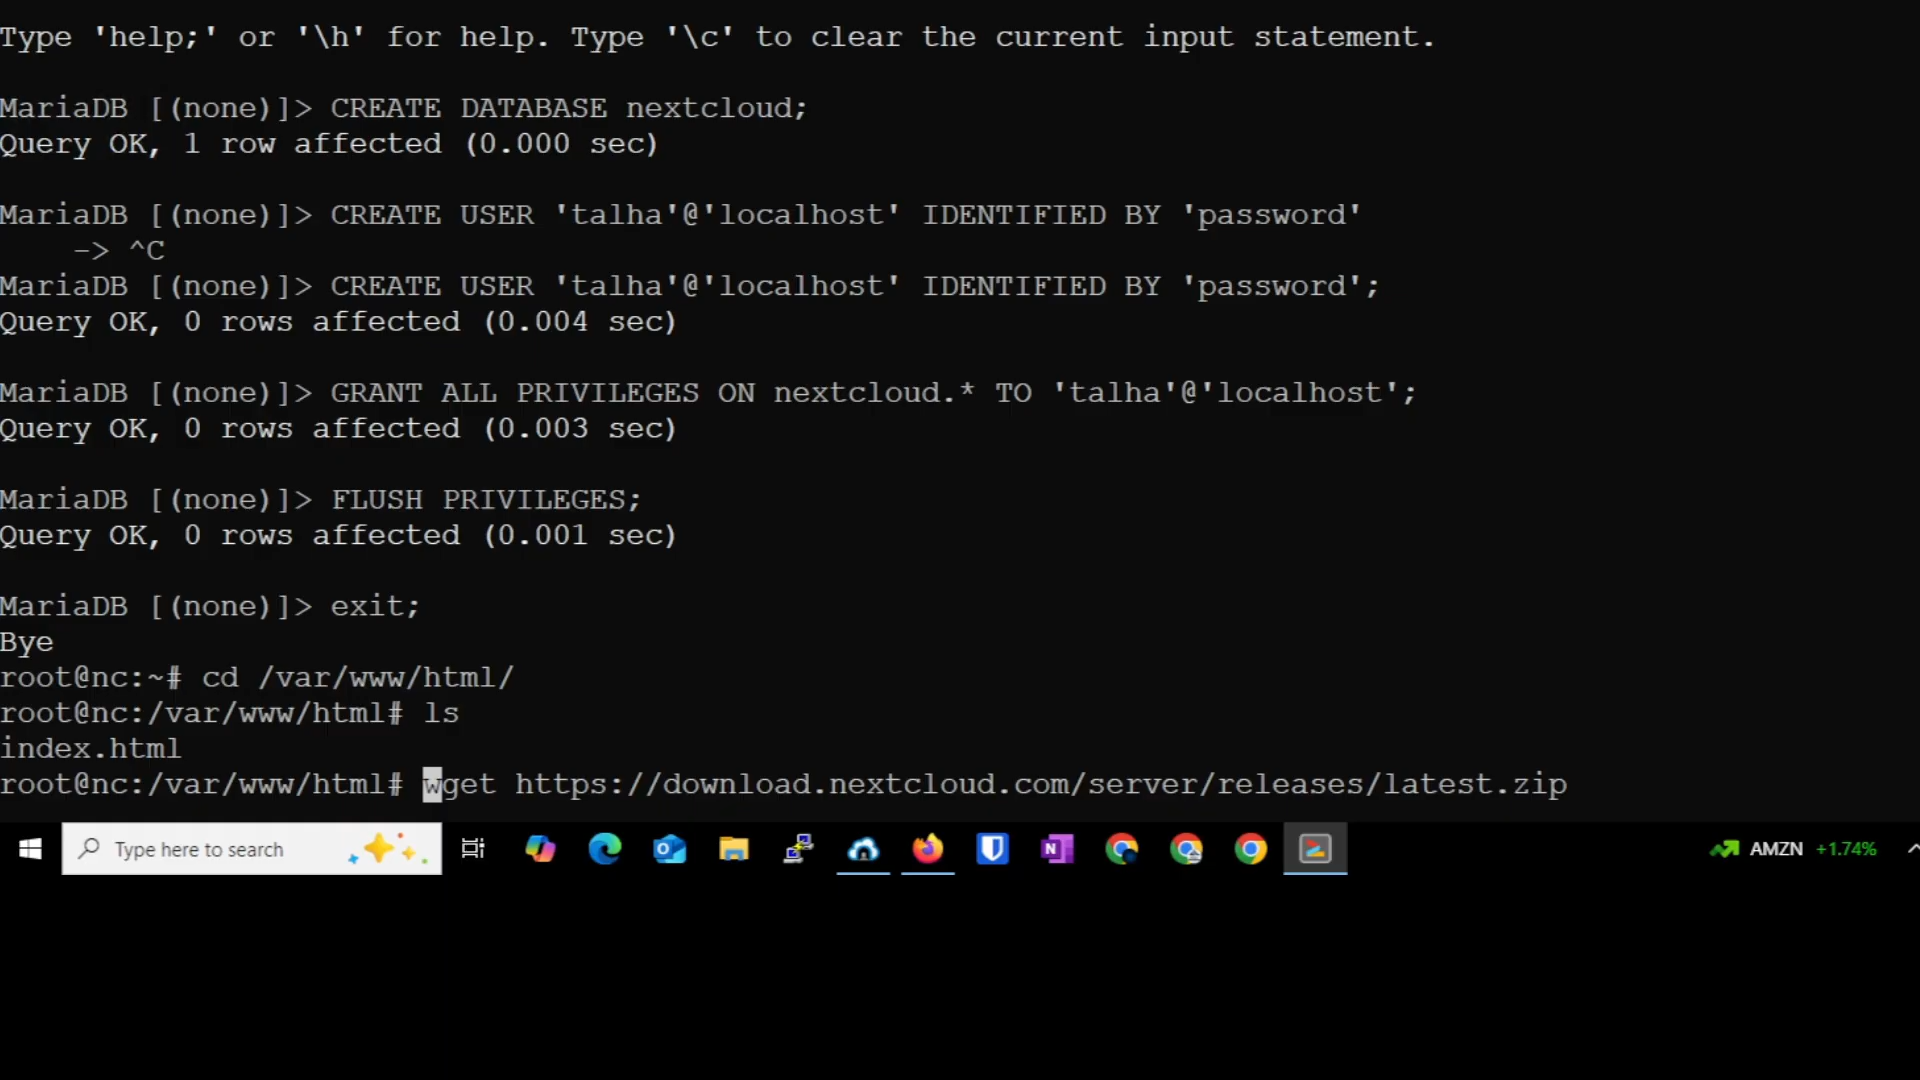 Type 'help;' or '\h' for help. Type '\c' to clear the current input statement.
MariaDB [(none)]> CREATE DATABASE nextcloud;
Query OK, 1 row affected (0.000 sec)
MariaDB [(none)]> CREATE USER 'talha'@'localhost' IDENTIFIED BY 'password'
    -> ^C
MariaDB [(none)]> CREATE USER 'talha'@'localhost' IDENTIFIED BY 'password';
Query OK, 0 rows affected (0.004 sec)
MariaDB [(none)]> GRANT ALL PRIVILEGES ON nextcloud.* TO 'talha'@'localhost';
Query OK, 0 rows affected (0.003 sec)
MariaDB [(none)]> FLUSH PRIVILEGES;
Query OK, 0 rows affected (0.001 sec)
MariaDB [(none)]> exit;
Bye
root@nc:~# cd /var/www/html/
root@nc:/var/www/html# ls
index.html
root@nc:/var/www/html# wget https://download.nextcloud.com/server/releases/latest.zip
Type here to search
AMZN +1.74%